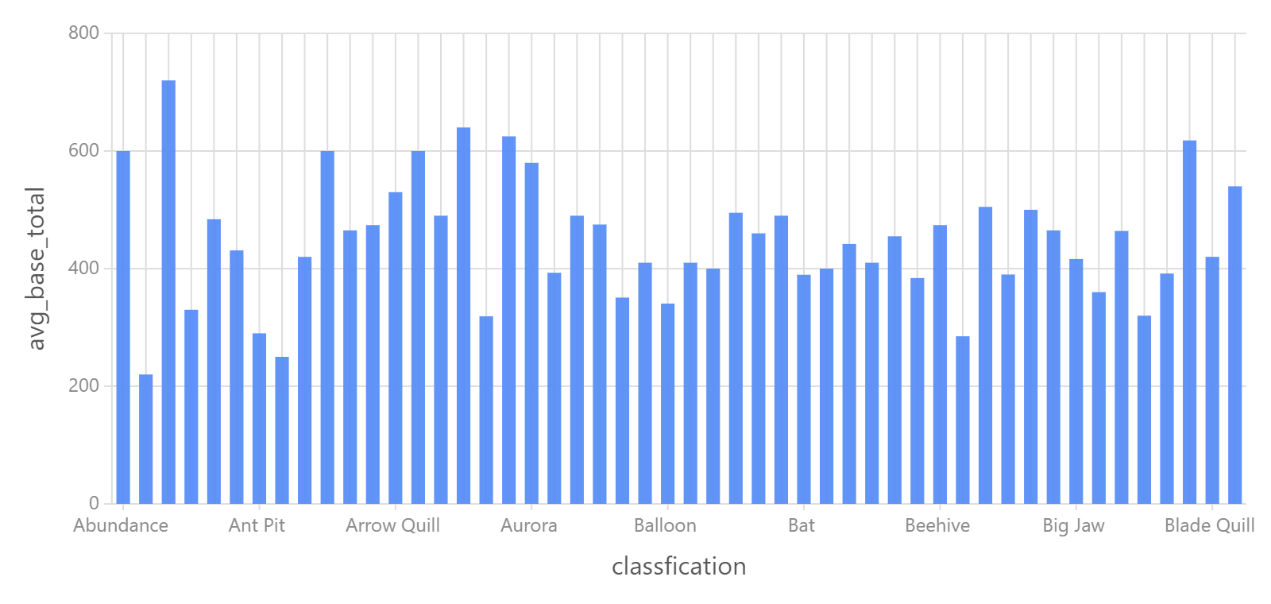 800
600
400
200
0
avg_base_total
Abundance Ant Pit Arrow Quill Aurora Balloon Bat Beehive Big Jaw Blade Quill
classfication